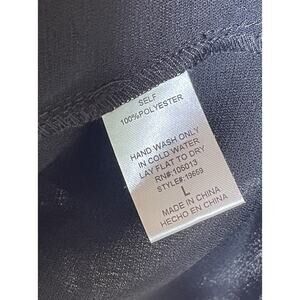 SELF
100%POLYESTER
HAND WASH ONLY
IN COLD WATER
LAY FLAT TO DRY
RN#-105013
STYLE#-19669
L
MADE IN CHINA
HECHO EN CHINA